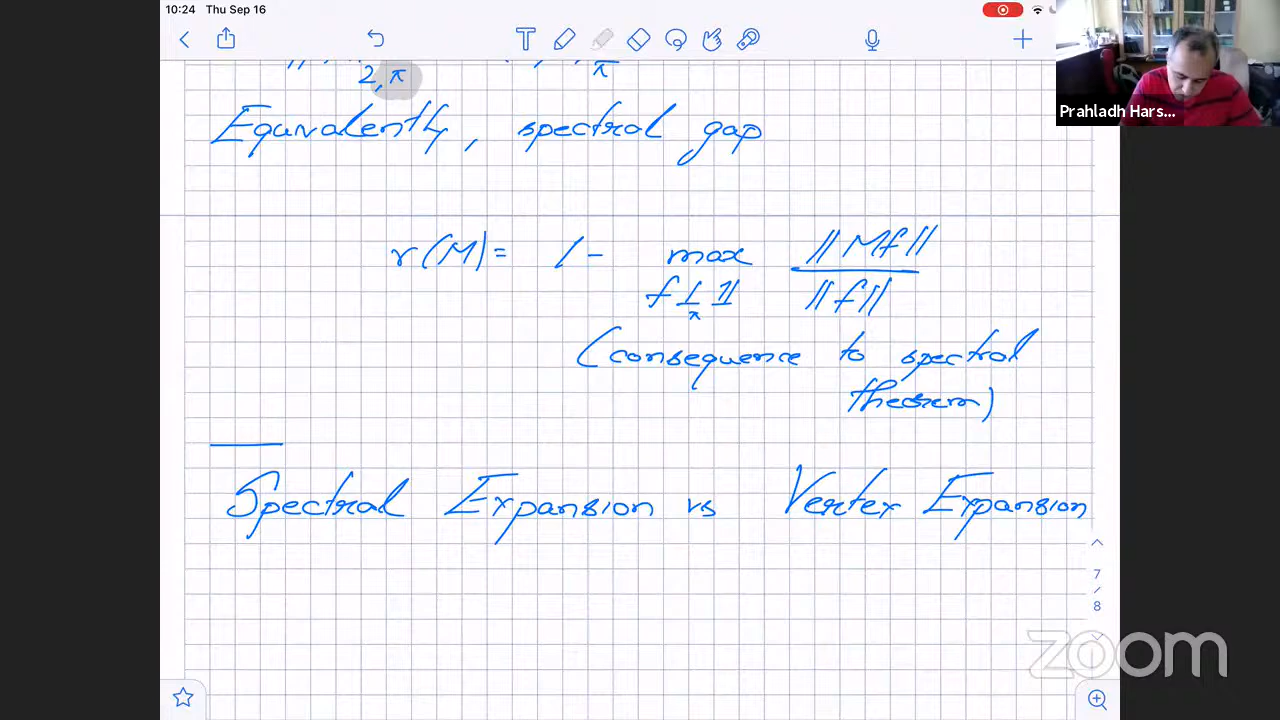 10:24 Thu Sep 16
Prahladh Hars...
2, π π
Equivalently, spectral gap
r(M) = 1 - max ||Mf||
f ⊥ 𝟙 ||f||
π
(consequence to spectral
theorem)
Spectral Expansion vs Vertex Expansion
7
/
8
zoom